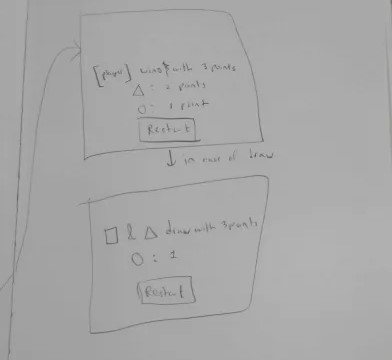 [player] wins with 3 points
△ : 2 points
○ : 1 point
Restart
↓ in case of draw
□ & △ draw with 3 points
○ : 1
Restart